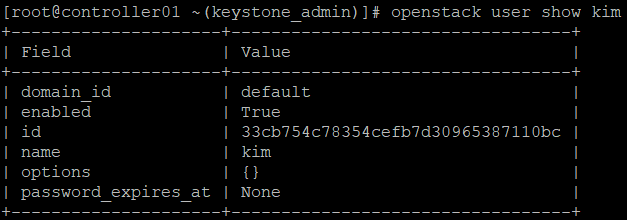 [root@controller01 ~(keystone_admin)]# openstack user show kim
+---------------------+----------------------------------+
| Field               | Value                            |
+---------------------+----------------------------------+
| domain_id           | default                          |
| enabled             | True                             |
| id                  | 33cb754c78354cefb7d30965387110bc |
| name                | kim                              |
| options             | {}                               |
| password_expires_at | None                             |
+---------------------+----------------------------------+